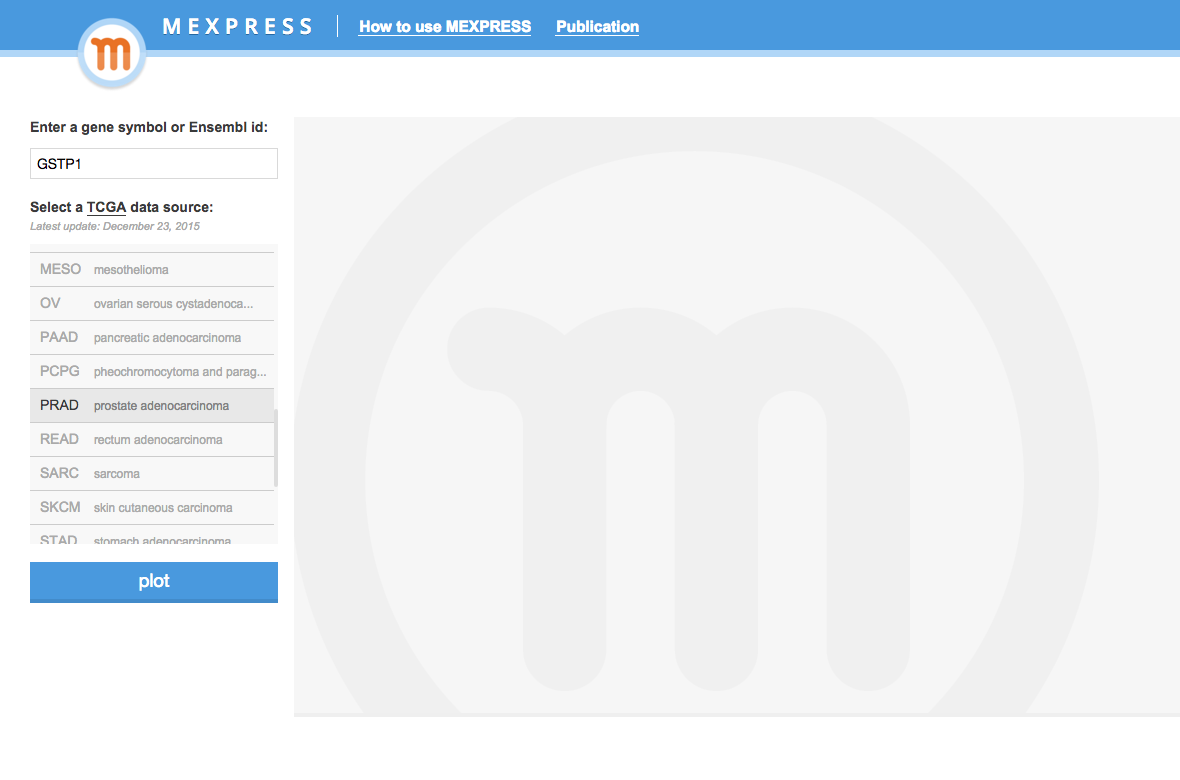 MEXPRESS
How to use MEXPRESS
Publication
Enter a gene symbol or Ensembl id:
GSTP1
Select a TCGA data source:
Latest update: December 23, 2015
MESO mesothelioma
OV ovarian serous cystadenoca...
PAAD pancreatic adenocarcinoma
PCPG pheochromocytoma and parag...
PRAD prostate adenocarcinoma
READ rectum adenocarcinoma
SARC sarcoma
SKCM skin cutaneous carcinoma
STAD stomach adenocarcinoma
plot